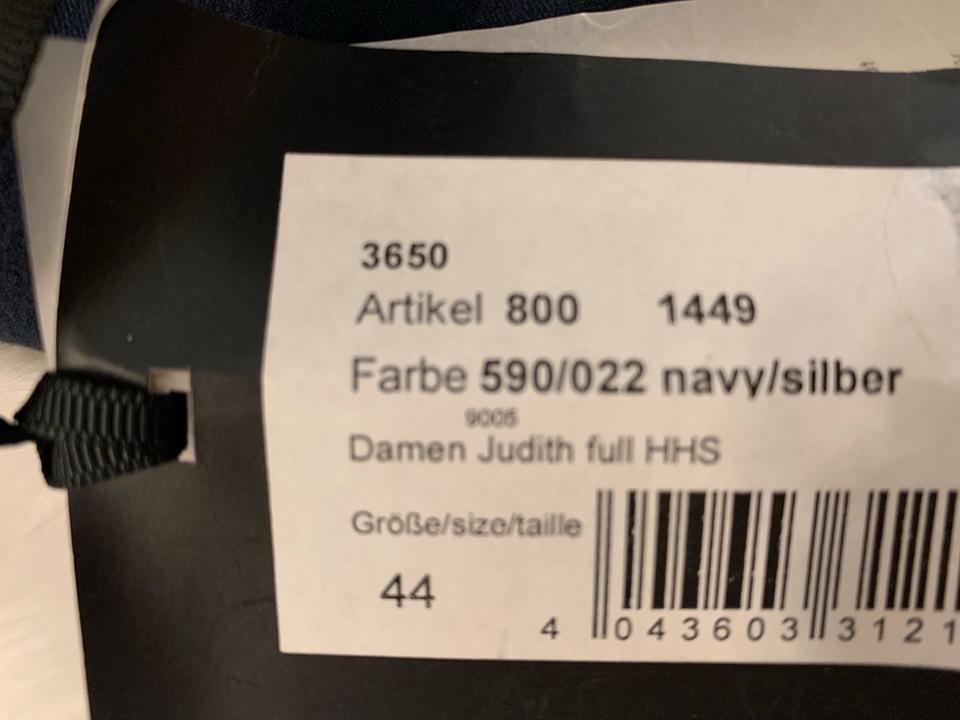 3650
Artikel 800 1449
Farbe 590/022 navy/silber
9005
Damen Judith full HHS
Größe/size/taille
44
4 043603 3121